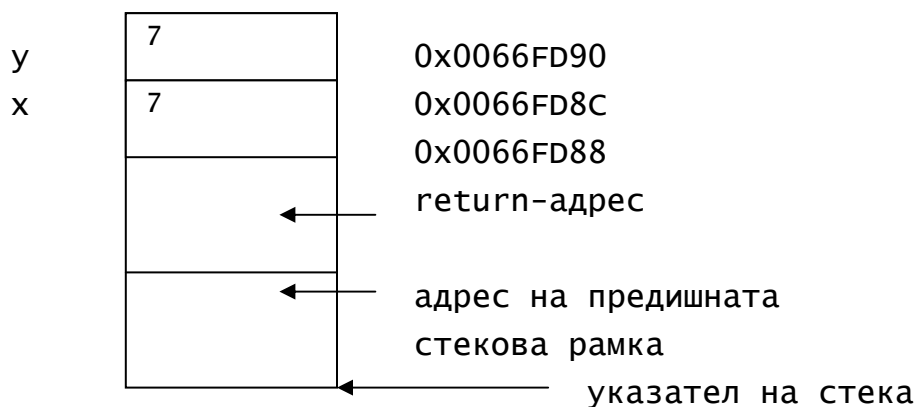 y 7 0x0066FD90
x 7 0x0066FD8C
0x0066FD88
return-адрес
адрес на предишната
стекова рамка
указател на стека